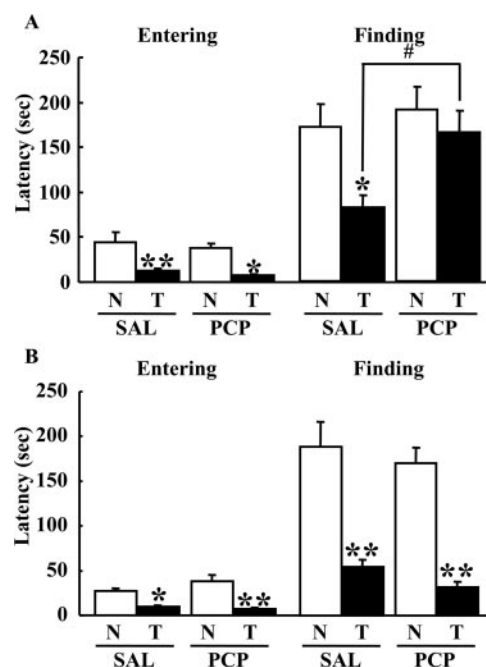 A
Entering Finding
250
#
200
150
Latency (sec)
100
*
50
** *
0
N T N T N T N T
SAL PCP SAL PCP
B
Entering Finding
250
200
150
Latency (sec)
100
50
* ** ** **
0
N T N T N T N T
SAL PCP SAL PCP